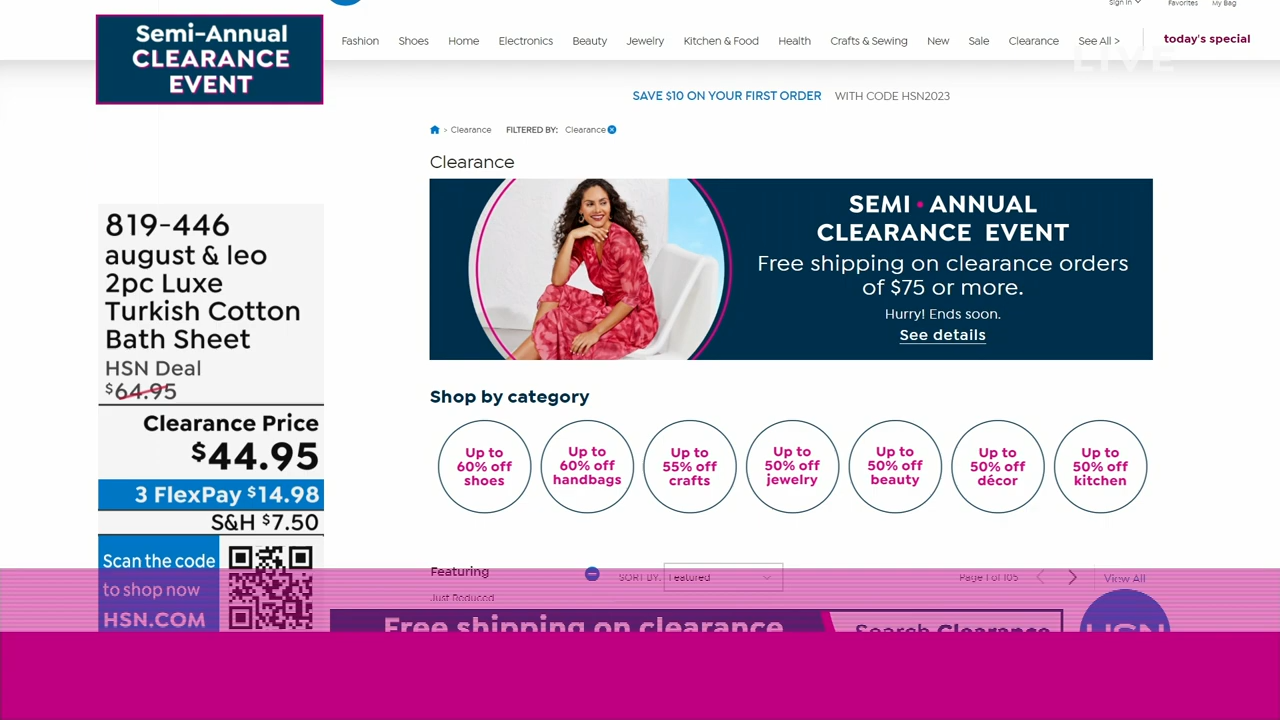 Semi-Annual
CLEARANCE
EVENT
Sign In
Favorites
My Bag
Fashion Shoes Home Electronics Beauty Jewelry Kitchen & Food Health Crafts & Sewing New Sale Clearance See All >
today's special
LIVE
SAVE $10 ON YOUR FIRST ORDER WITH CODE HSN2023
> Clearance FILTERED BY: Clearance
Clearance
SEMI • ANNUAL
CLEARANCE EVENT
Free shipping on clearance orders
of $75 or more.
Hurry! Ends soon.
See details
819-446
august & leo
2pc Luxe
Turkish Cotton
Bath Sheet
HSN Deal
$64.95
Clearance Price
$44.95
3 FlexPay $14.98
S&H $7.50
Scan the code
to shop now
HSN.COM
Shop by category
Up to
60% off
shoes
Up to
60% off
handbags
Up to
55% off
crafts
Up to
50% off
jewelry
Up to
50% off
beauty
Up to
50% off
décor
Up to
50% off
kitchen
Featuring
SORT BY: Featured
Page 1 of 105
View All
Just Reduced
Free shipping on clearance
Search Clearance
HSN